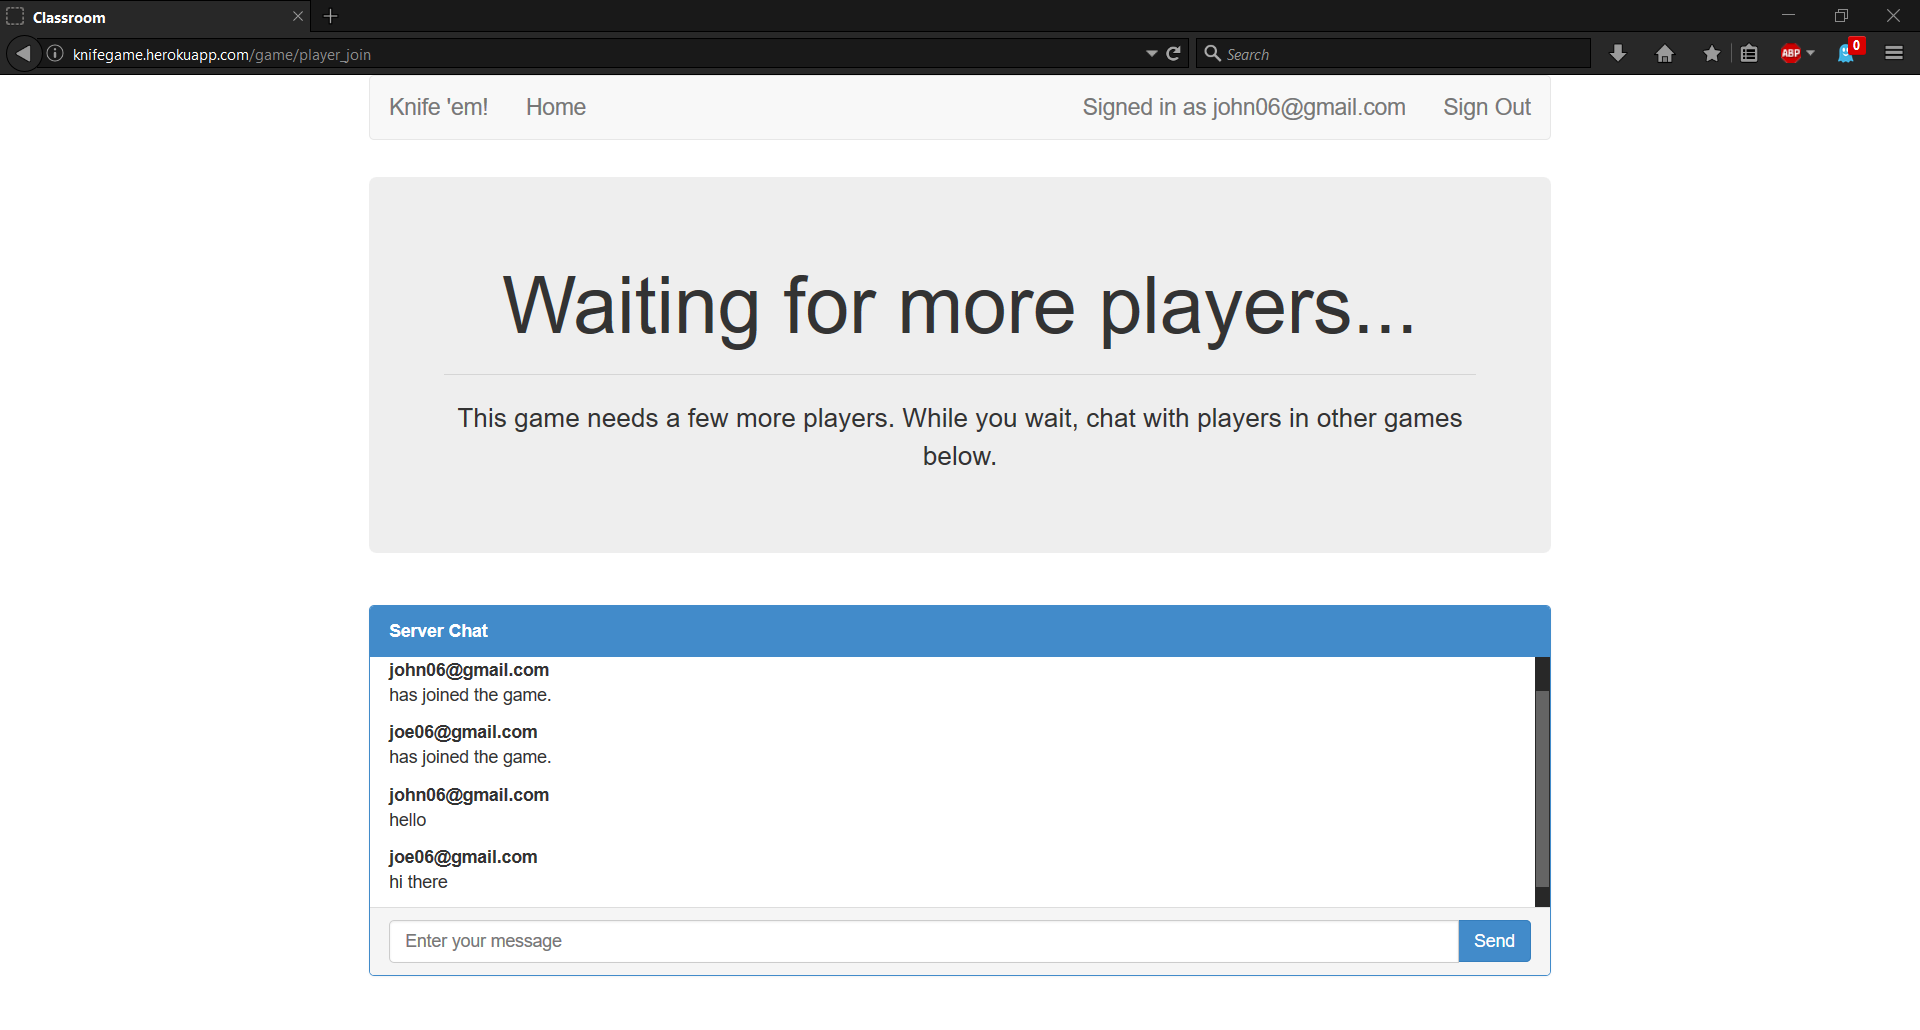 Classroom
knifegame.herokuapp.com/game/player_join
Search
ABP
0
Knife 'em!
Home
Signed in as john06@gmail.com
Sign Out
Waiting for more players...
This game needs a few more players. While you wait, chat with players in other games
below.
Server Chat
john06@gmail.com
has joined the game.
joe06@gmail.com
has joined the game.
john06@gmail.com
hello
joe06@gmail.com
hi there
Enter your message
Send